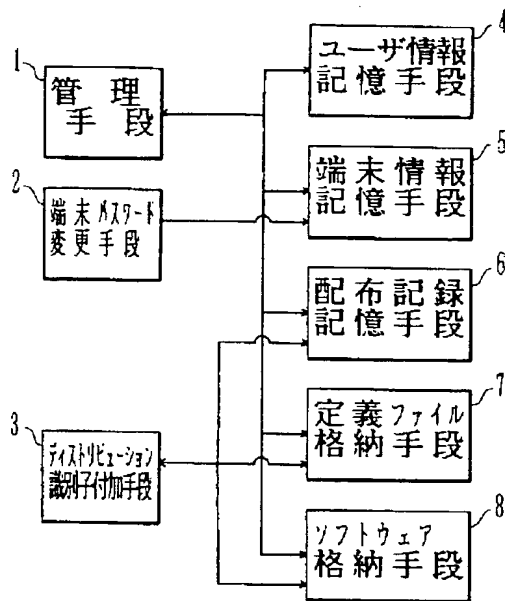 1
管理
手段
2
端末パスワード
変更手段
3
ディストリビューション
識別子付加手段
4
ユーザ情報
記憶手段
5
端末情報
記憶手段
6
配布記録
記憶手段
7
定義ファイル
格納手段
8
ソフトウェア
格納手段